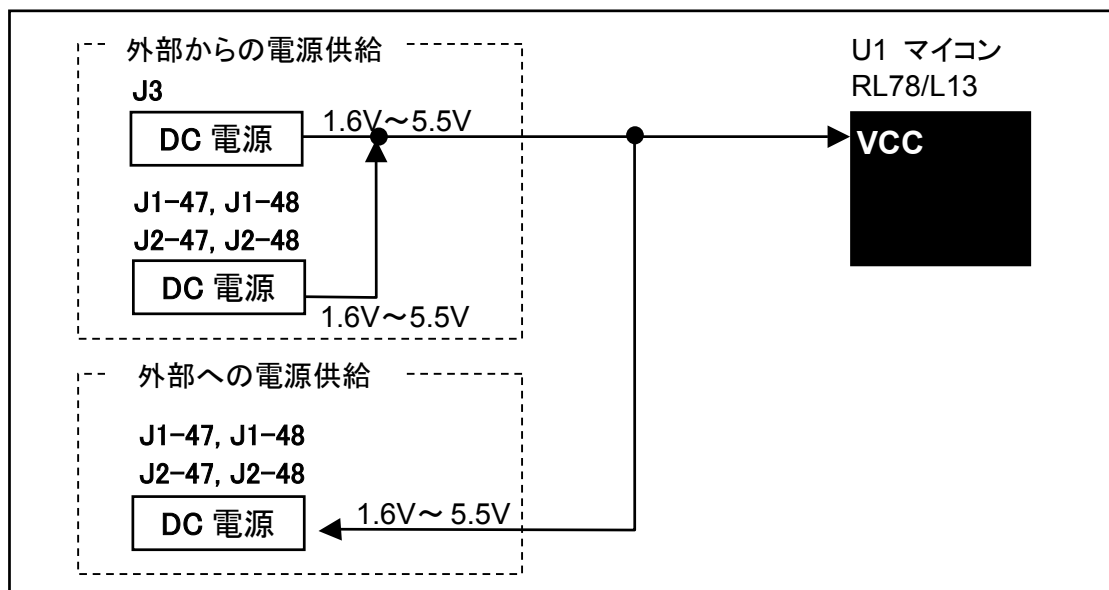 外部からの電源供給
J3
DC 電源
1.6V～5.5V
J1-47, J1-48
J2-47, J2-48
DC 電源
1.6V～5.5V
U1 マイコン
RL78/L13
VCC
外部への電源供給
J1-47, J1-48
J2-47, J2-48
DC 電源
1.6V～ 5.5V